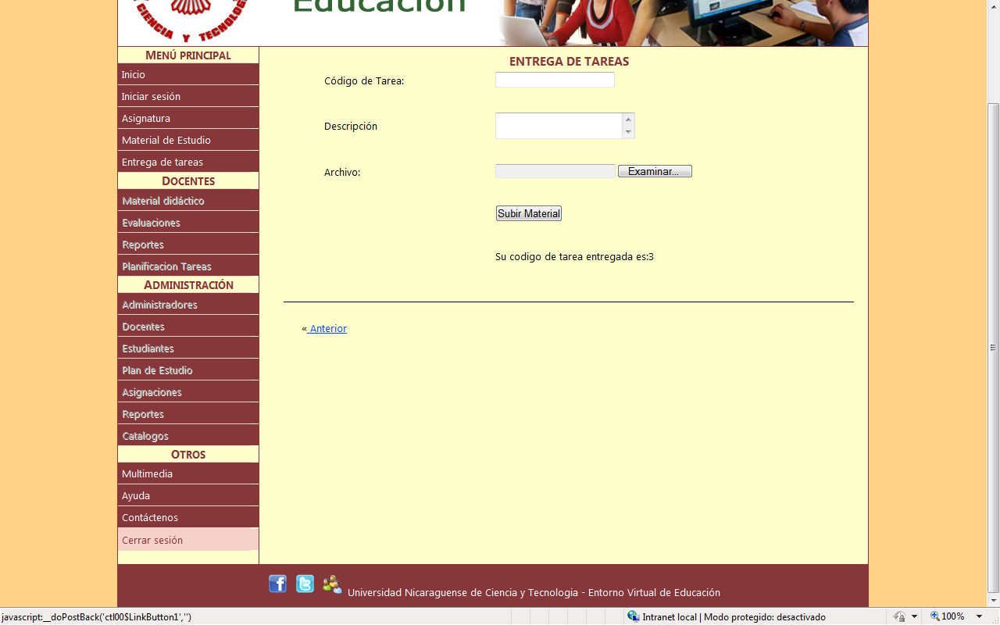 Educación
CIENCIA Y TECNOLOG
MENÚ PRINCIPAL
Inicio
Iniciar sesión
Asignatura
Material de Estudio
Entrega de tareas
DOCENTES
Material didáctico
Evaluaciones
Reportes
Planificacion Tareas
ADMINISTRACIÓN
Administradores
Docentes
Estudiantes
Plan de Estudio
Asignaciones
Reportes
Catalogos
OTROS
Multimedia
Ayuda
Contáctenos
Cerrar sesión
ENTREGA DE TAREAS
Código de Tarea:
Descripción
Archivo:
Examinar...
Subir Material
Su codigo de tarea entregada es:3
« Anterior
Universidad Nicaraguense de Ciencia y Tecnologia - Entorno Virtual de Educación
javascript:__doPostBack('ctl00$LinkButton1','')
Intranet local | Modo protegido: desactivado
100%